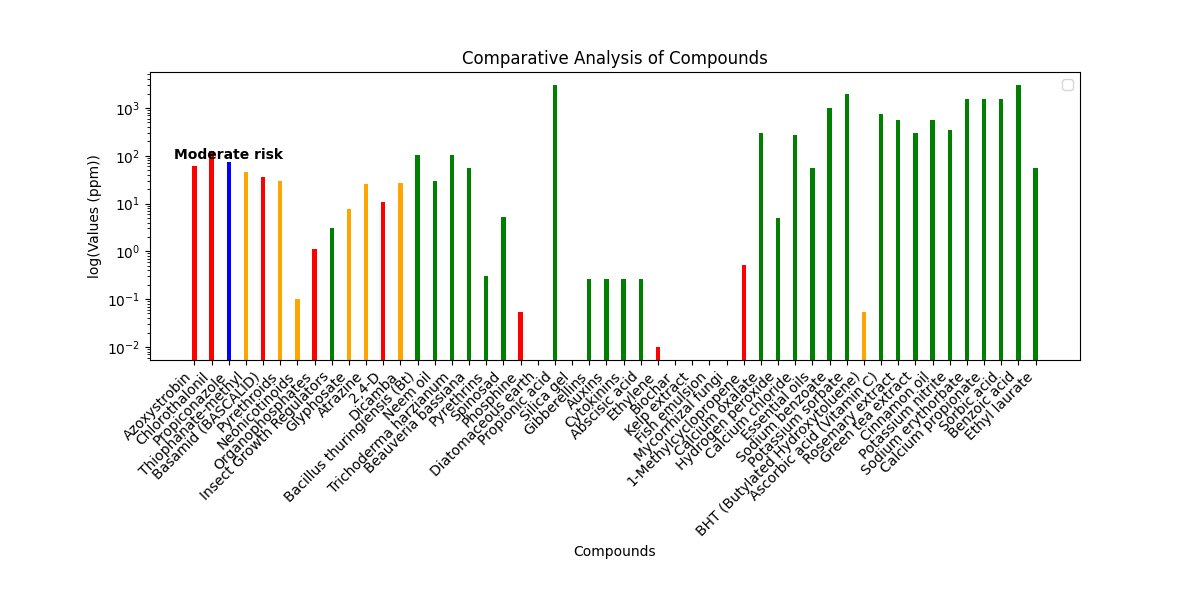 Comparative Analysis of Compounds
log(Values (ppm))
10³
10²
10¹
10⁰
10⁻¹
10⁻²
Moderate risk
Azoxystrobin
Chlorothalonil
Propiconazole
Thiophanate-methyl
Basamid (BASCALID)
Pyrethroids
Neonicotinoids
Organophosphates
Insect Growth Regulators
Glyphosate
Atrazine
2,4-D
Dicamba
Bacillus thuringiengsis (Bt)
Neem oil
Trichoderma harzianum
Beauveria bassiana
Pyrethrins
Spinosad
Phosphine
Diatomaceous earth
Propionic acid
Silica gel
Gibberellins
Auxins
Cytokins
Abscisic acid
Ethylene
Biochar
Kelp extract
Fish emulsion
Mycorrhizal fungi
1-Methylcyclopropene
Calcium oxalate
Hydrogen peroxide
Calcium chloride
Essential oils
Sodium benzoate
Potassium sorbate
BHT (Butylated Hydroxytoluene)
Ascorbic acid (Vitamin C)
Rosemary extract
Green tea extract
Cinnamon oil
Potassium nitrite
Sodium erythorbate
Calcium propionate
Sorbic acid
Benzoic acid
Ethyl laurate
Compounds